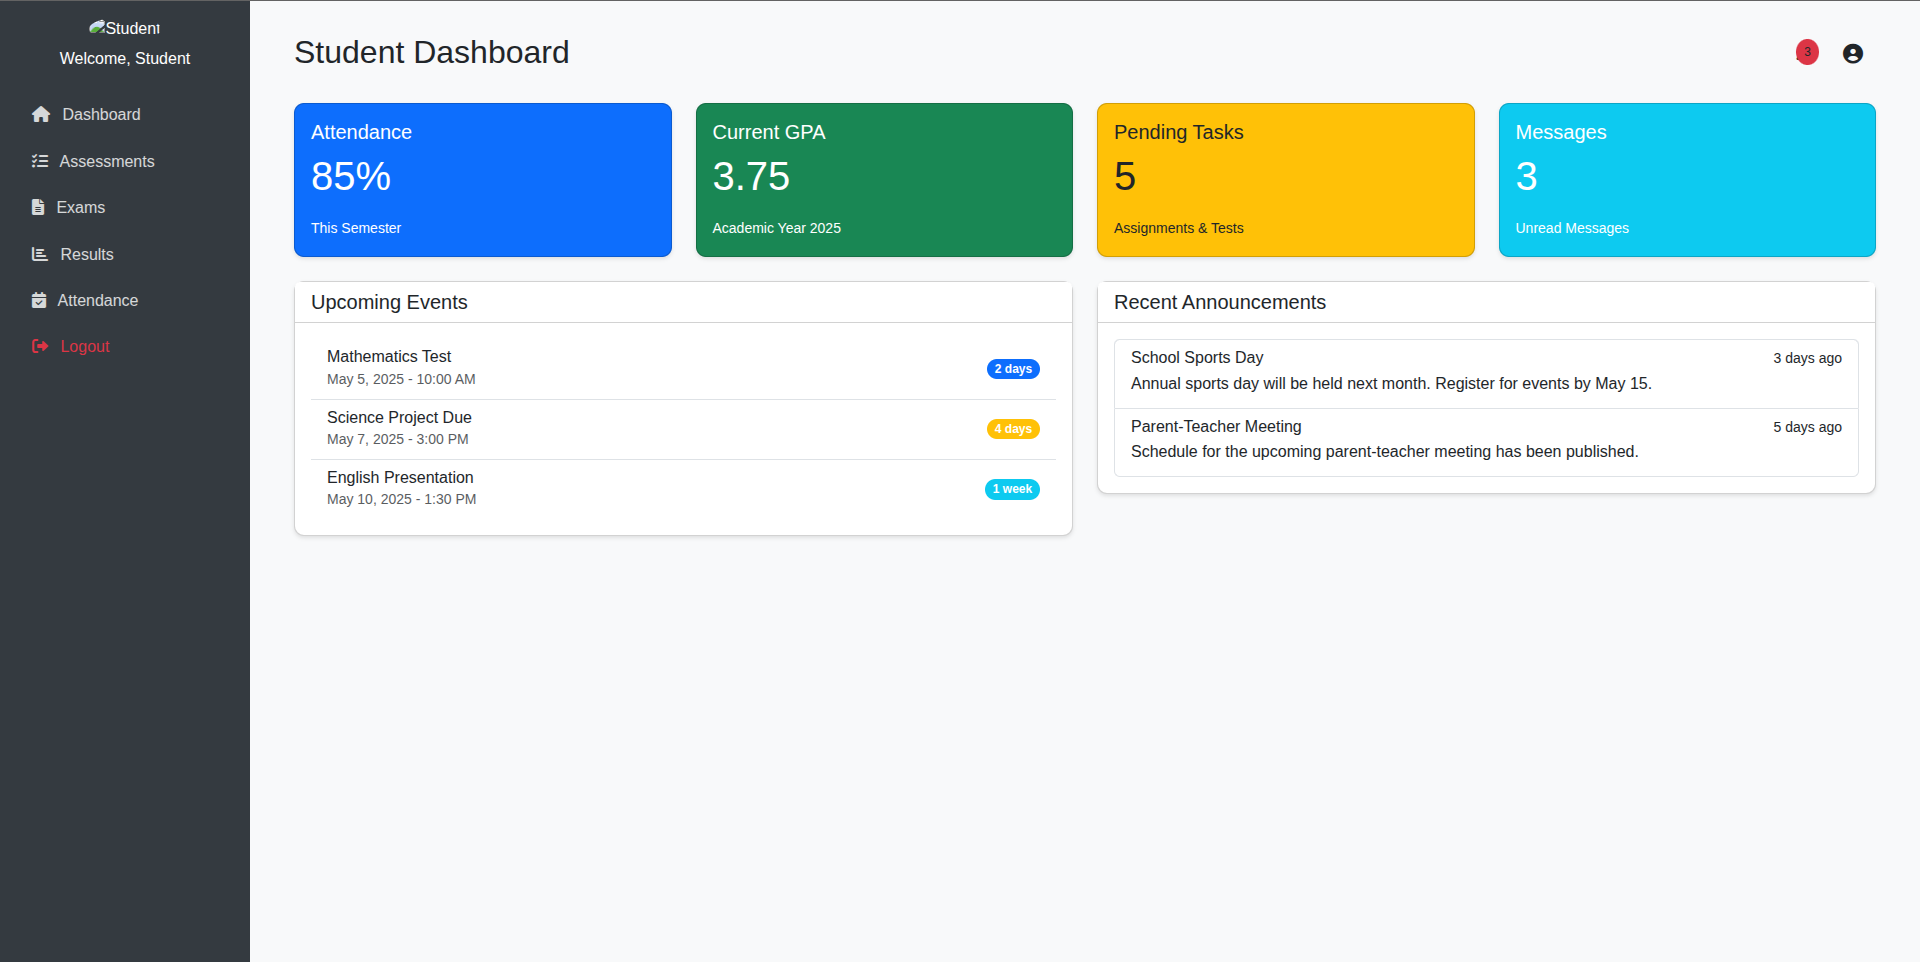 Student
Welcome, Student
Dashboard
Assessments
Exams
Results
Attendance
Logout
Student Dashboard
3
Attendance
85%
This Semester
Current GPA
3.75
Academic Year 2025
Pending Tasks
5
Assignments & Tests
Messages
3
Unread Messages
Upcoming Events
Mathematics Test
May 5, 2025 - 10:00 AM
2 days
Science Project Due
May 7, 2025 - 3:00 PM
4 days
English Presentation
May 10, 2025 - 1:30 PM
1 week
Recent Announcements
School Sports Day
3 days ago
Annual sports day will be held next month. Register for events by May 15.
Parent-Teacher Meeting
5 days ago
Schedule for the upcoming parent-teacher meeting has been published.